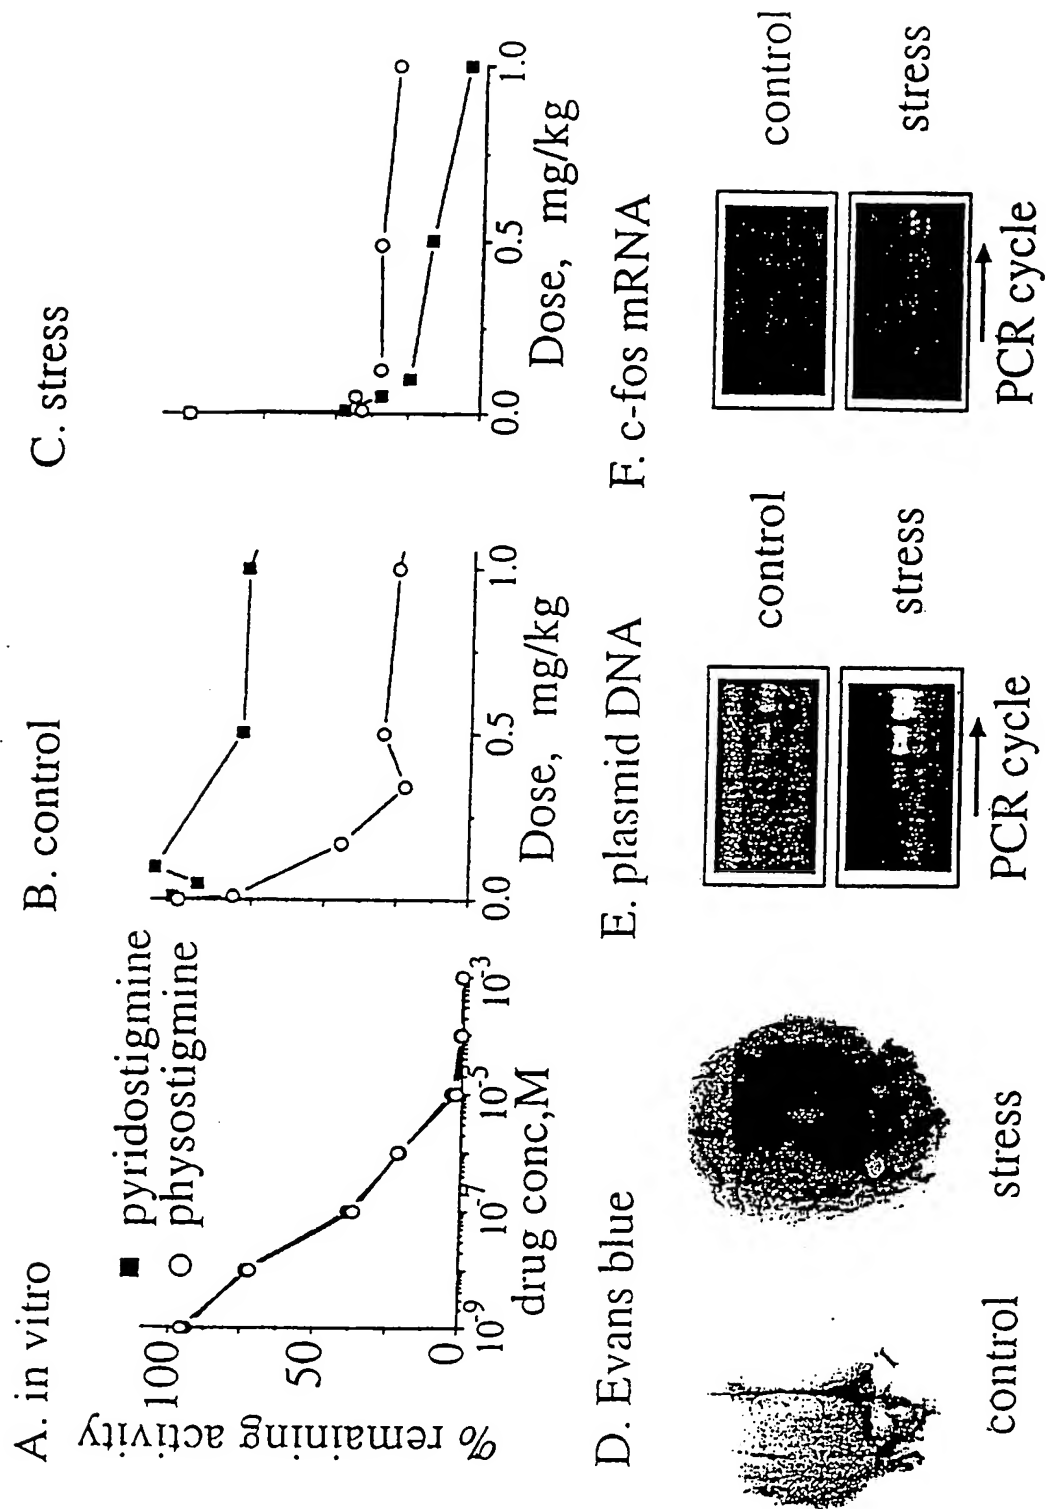 A. in vitro
■ pyridostigmine
○ physostigmine
% remaining activity
100
50
0
10⁻⁹ 10⁻⁷ 10⁻⁵ 10⁻³
drug conc,M
B. control
0.0 0.5 1.0
Dose, mg/kg
C. stress
0.0 0.5 1.0
Dose, mg/kg
D. Evans blue
control
stress
E. plasmid DNA
control
stress
PCR cycle
F. c-fos mRNA
control
stress
PCR cycle